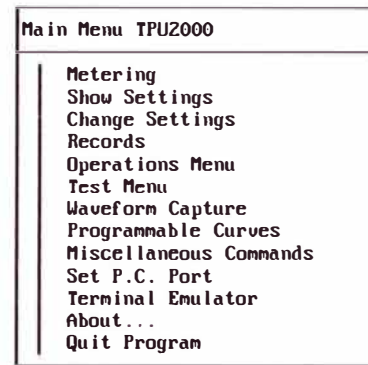 Main Menu TPU2000
Metering
Show Settings
Change Settings
Records
Operations Menu
Test Menu
Waveform Capture
Programmable Curves
Miscellaneous Commands
Set P.C. Port
Terminal Emulator
About...
Quit Program